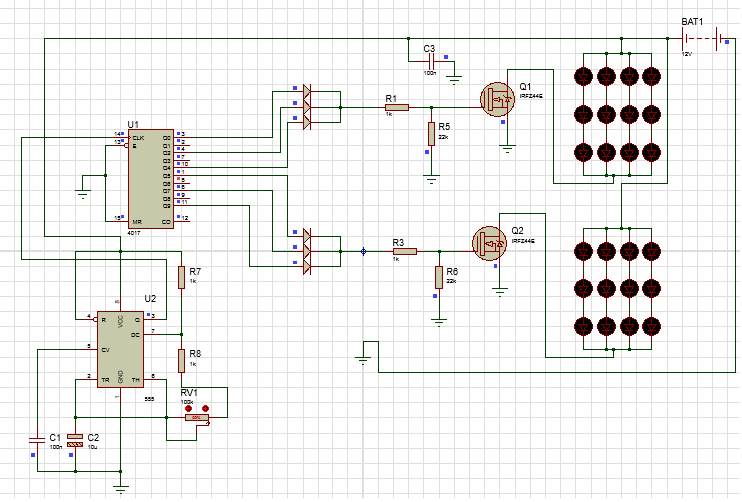 BAT1
12V
C3
100n
Q1
IRFZ44E
R1
1k
R5
22k
U1
14 CLK Q0 3
13 E Q1 2
Q2 4
Q3 7
Q4 10
Q5 1
Q6 5
Q7 6
Q8 9
Q9 11
15 MR CO 12
4017
Q2
IRFZ44E
R3
1k
R6
22k
R7
1k
U2
8
VCC
4 R Q 3
DC 7
5 CV
2 TR TH 6
GND
1
555
R8
1k
RV1
100k
C1
100n
C2
10u